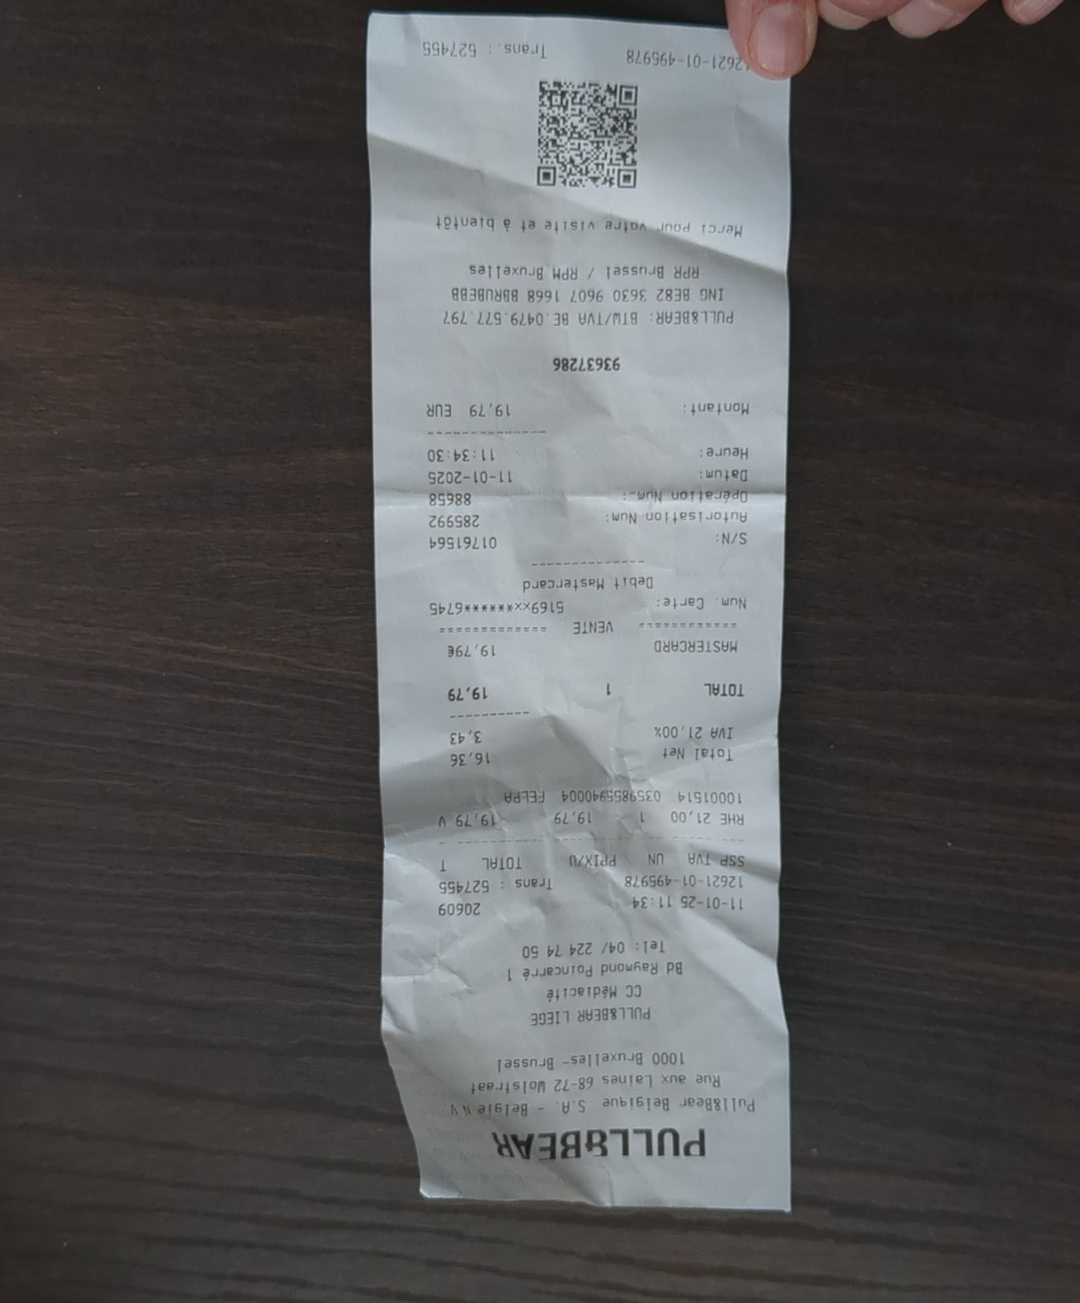 PULL&BEAR
Pull&Bear Belgique S.A. - Belgie N.V.
Rue aux Laines 68-72 Wolstraat
1000 Bruxelles- Brussel
PULL&BEAR LIEGE
CC Médiacité
Bd Raymond Poincarré 1
Tel: 04/ 224 74 50
11-01-25 11:34 20609
12621-01-495978 Trans : 527455
SSP TVA UN PRIX/U TOTAL T
RHE 21,00 1 19,79 19,79 V
10001514 0359855940004 FELPA
Total Net 16,36
IVA 21,00% 3,43
TOTAL 1 19,79
MASTERCARD 19,79€
============ VENTE =============
Num. Carte: 5169xx******6745
Debit Mastercard
S/N: 01761564
Autorisation Num: 285992
Opération Num.: 88658
Datum: 11-01-2025
Heure: 11:34:30
Montant: 19,79 EUR
93637286
PULL&BEAR: BTW/TVA BE.0479.577.797
ING BE82 3630 9607 1668 BBRUBEBB
RPR Brussel / RPM Bruxelles
Merci pour votre visite et à bientôt
12621-01-495978 Trans.: 527455